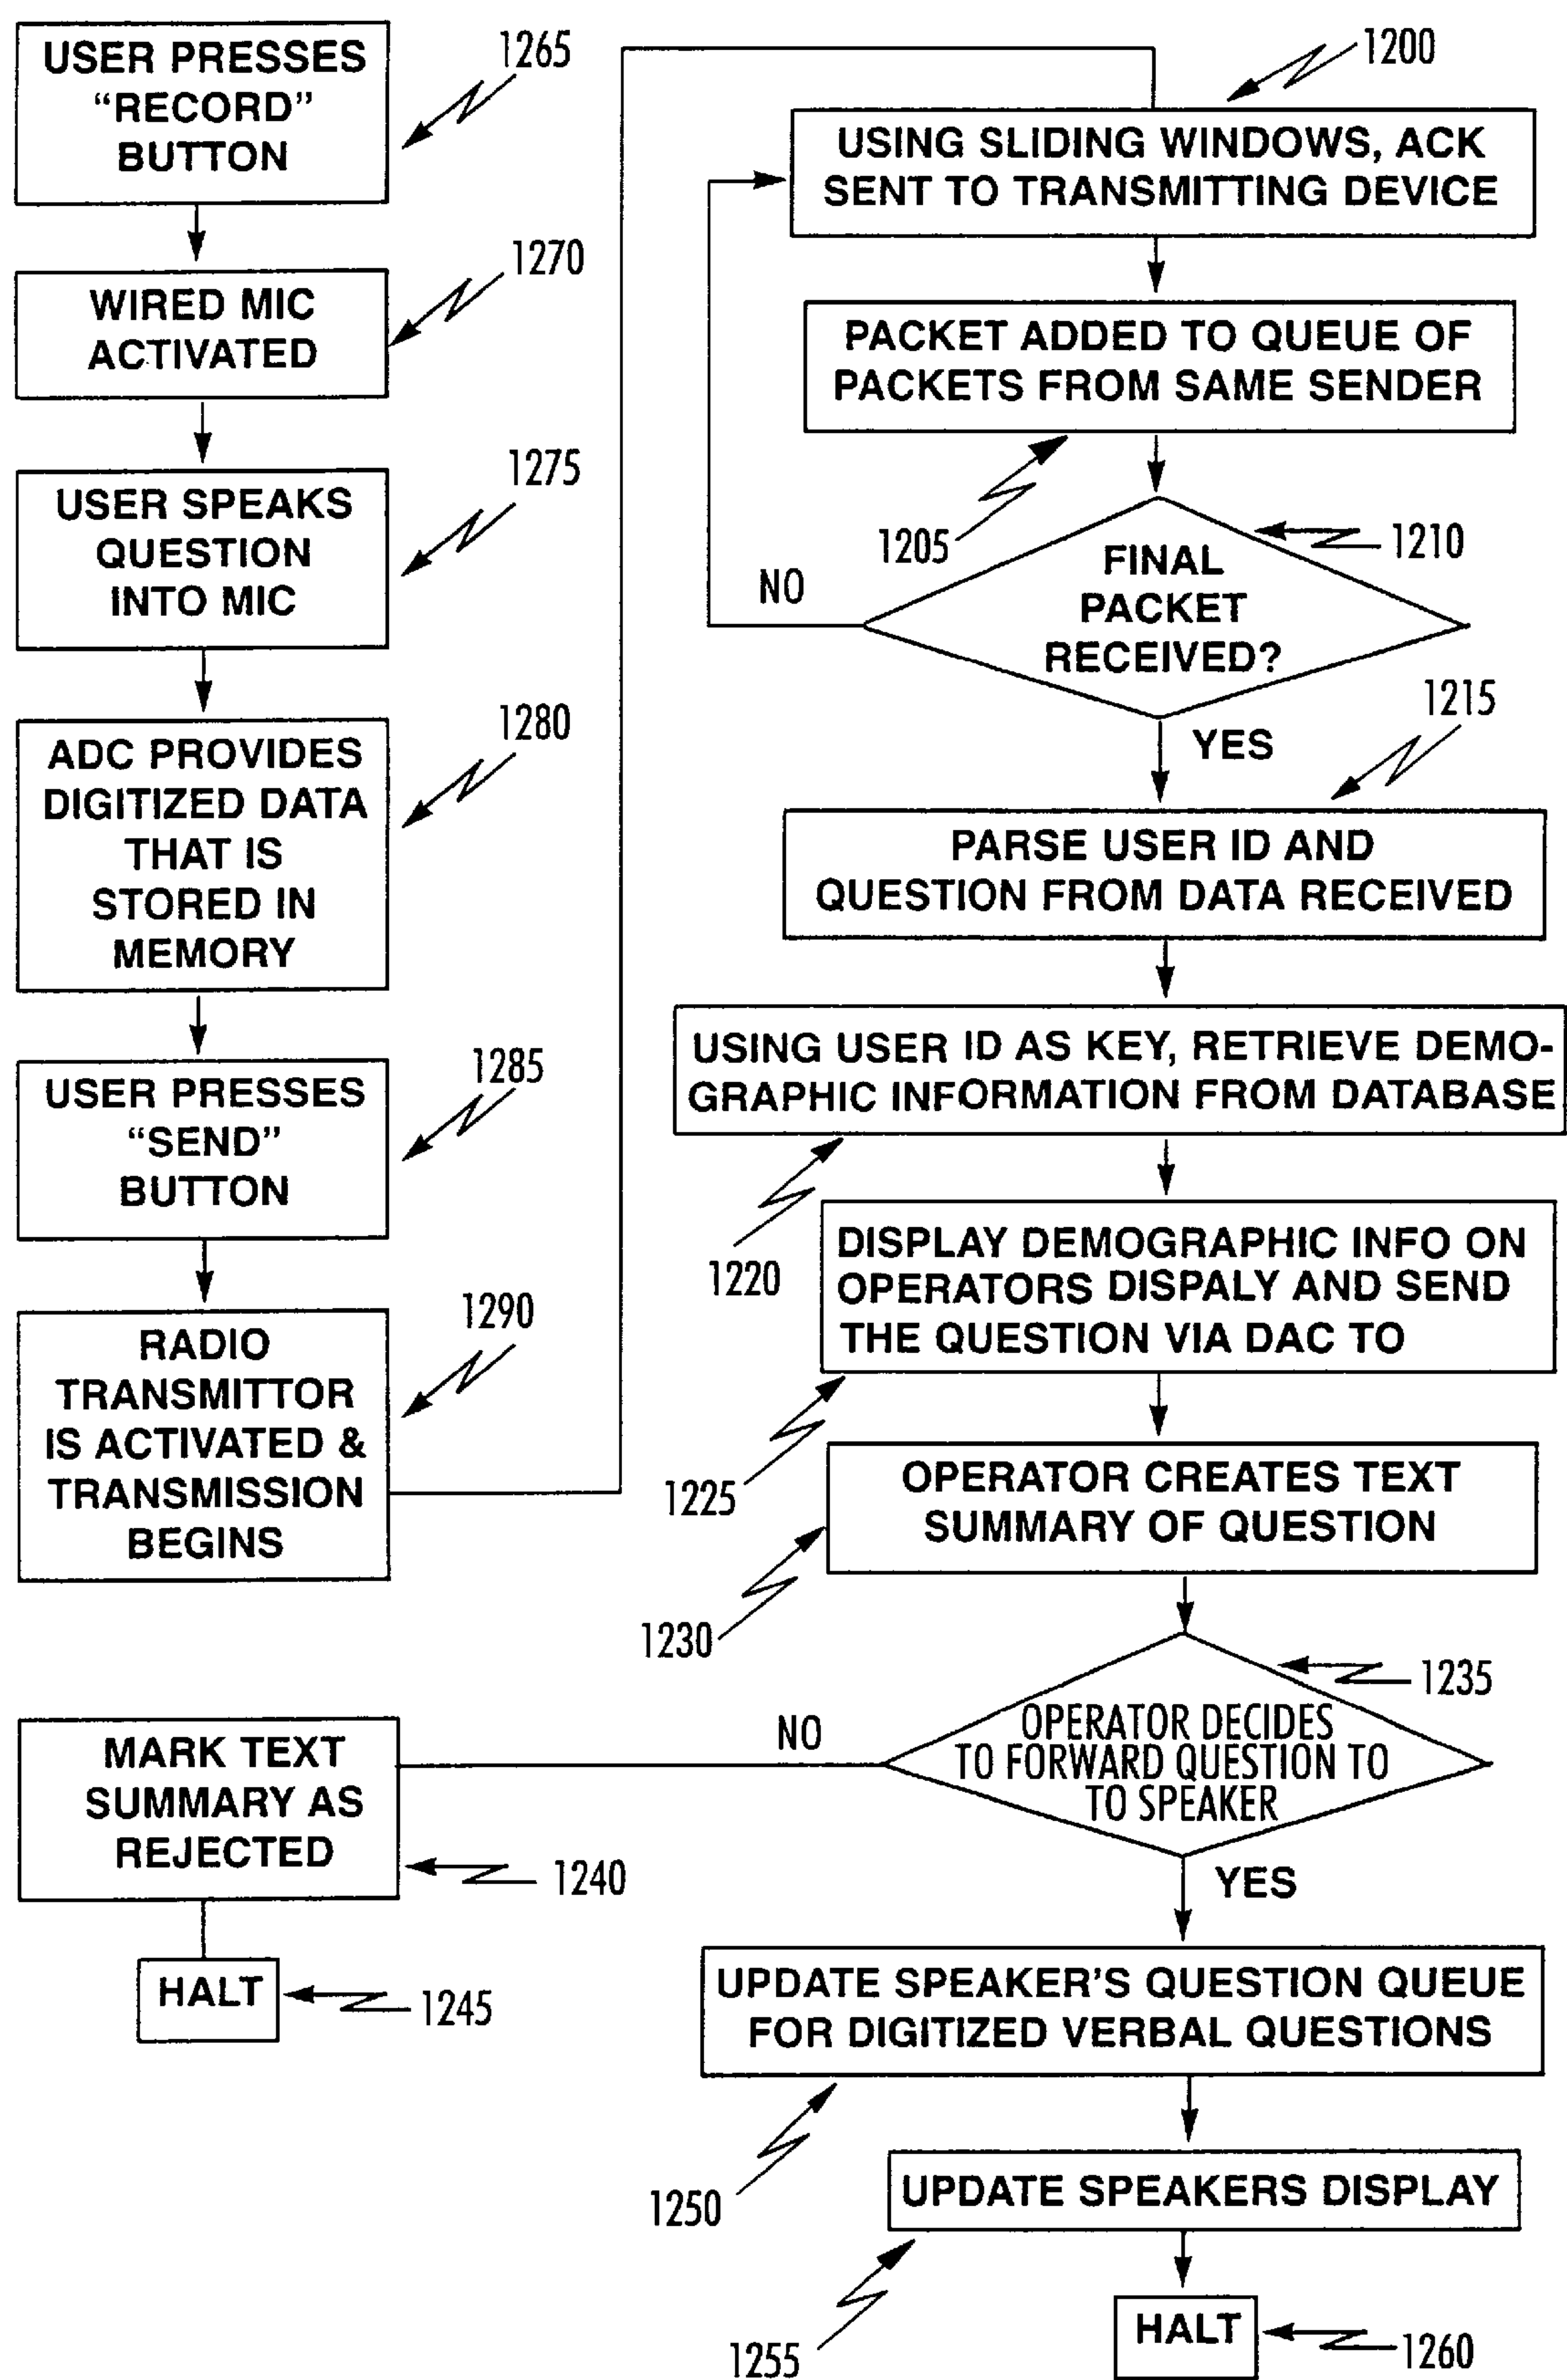 USER PRESSES
“RECORD”
BUTTON
1265
WIRED MIC
ACTIVATED
1270
USER SPEAKS
QUESTION
INTO MIC
1275
ADC PROVIDES
DIGITIZED DATA
THAT IS
STORED IN
MEMORY
1280
USER PRESSES
“SEND”
BUTTON
1285
RADIO
TRANSMITTOR
IS ACTIVATED &
TRANSMISSION
BEGINS
1290
1200
USING SLIDING WINDOWS, ACK
SENT TO TRANSMITTING DEVICE
PACKET ADDED TO QUEUE OF
PACKETS FROM SAME SENDER
1205
1210
FINAL
PACKET
RECEIVED?
NO
YES
1215
PARSE USER ID AND
QUESTION FROM DATA RECEIVED
USING USER ID AS KEY, RETRIEVE DEMO-
GRAPHIC INFORMATION FROM DATABASE
1220
DISPLAY DEMOGRAPHIC INFO ON
OPERATORS DISPALY AND SEND
THE QUESTION VIA DAC TO
1225
OPERATOR CREATES TEXT
SUMMARY OF QUESTION
1230
1235
OPERATOR DECIDES
TO FORWARD QUESTION TO
TO SPEAKER
NO
YES
MARK TEXT
SUMMARY AS
REJECTED
1240
HALT
1245
UPDATE SPEAKER’S QUESTION QUEUE
FOR DIGITIZED VERBAL QUESTIONS
1250
UPDATE SPEAKERS DISPLAY
1255
HALT
1260